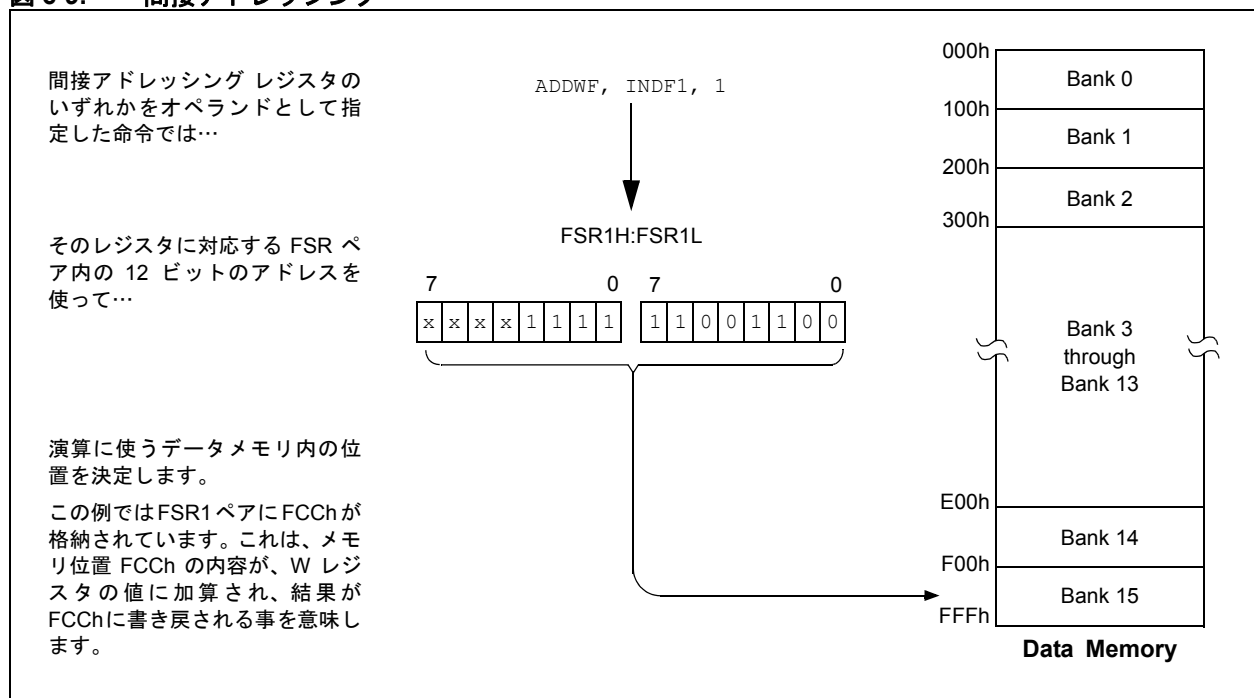 間接アドレッシング レジスタの
いずれかをオペランドとして指
定した命令では…
そのレジスタに対応する FSR ペ
ア内の 12 ビットのアドレスを
使って…
演算に使うデータメモリ内の位
置を決定します。
この例ではFSR1ペアにFCChが
格納されています。これは、メモ
リ位置 FCCh の内容が、W レジ
スタの値に加算され、結果が
FCChに書き戻される事を意味し
ます。
ADDWF, INDF1, 1
FSR1H:FSR1L
7 0 7 0
x x x x 1 1 1 1 1 1 0 0 1 1 0 0
000h
Bank 0
100h
Bank 1
200h
Bank 2
300h
Bank 3
through
Bank 13
E00h
Bank 14
F00h
Bank 15
FFFh
Data Memory